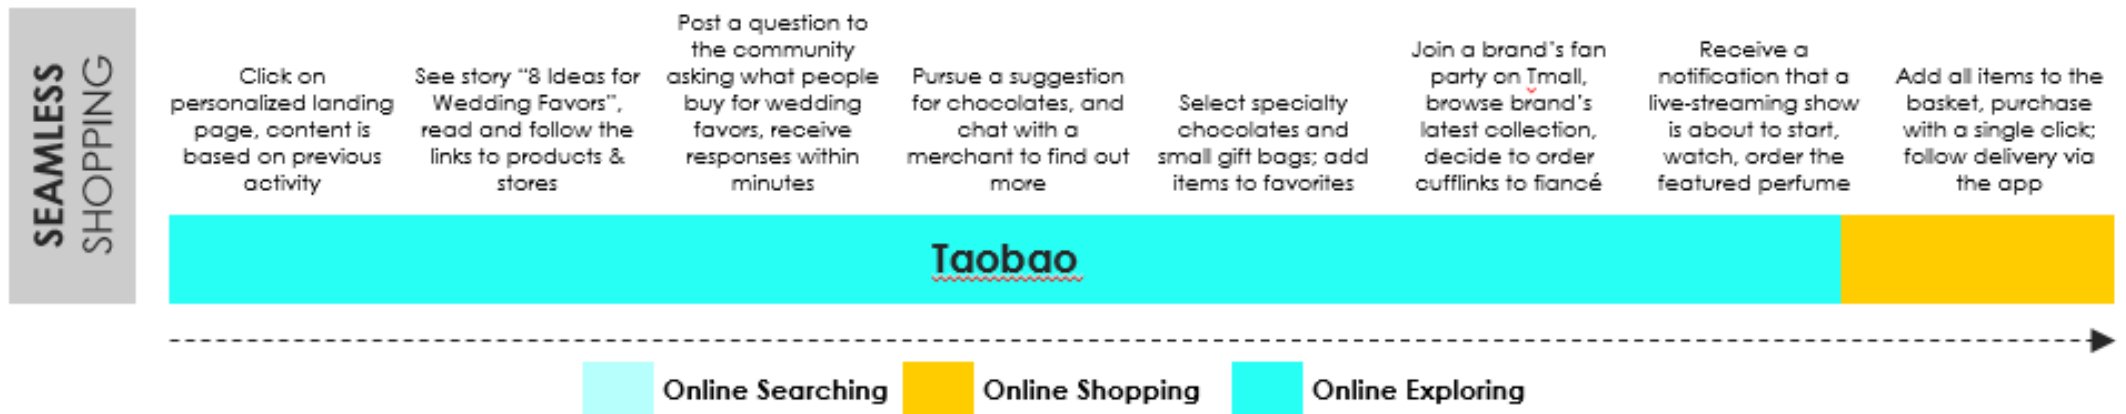 SEAMLESS
SHOPPING
Click on
personalized landing
page, content is
based on previous
activity
See story “8 Ideas for
Wedding Favors”,
read and follow the
links to products &
stores
Post a question to
the community
asking what people
buy for wedding
favors, receive
responses within
minutes
Pursue a suggestion
for chocolates, and
chat with a
merchant to find out
more
Select specialty
chocolates and
small gift bags; add
items to favorites
Join a brand’s fan
party on Tmall,
browse brand’s
latest collection,
decide to order
cufflinks to fiancé
Receive a
notification that a
live-streaming show
is about to start,
watch, order the
featured perfume
Add all items to the
basket, purchase
with a single click;
follow delivery via
the app
Taobao
Online Searching
Online Shopping
Online Exploring